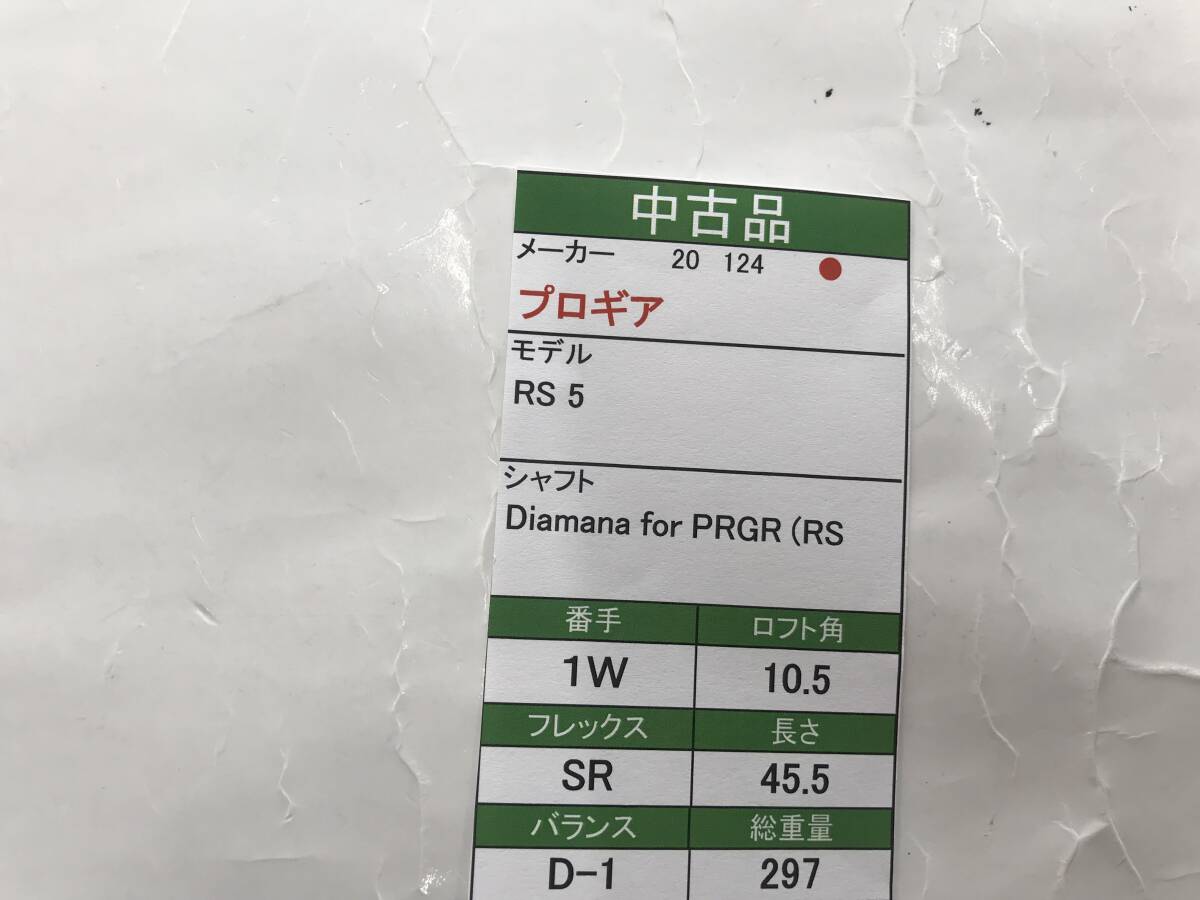 中古品
メーカー 20 124
プロギア
モデル
RS 5
シャフト
Diamana for PRGR (RS
番手 ロフト角
1W 10.5
フレックス 長さ
SR 45.5
バランス 総重量
D-1 297